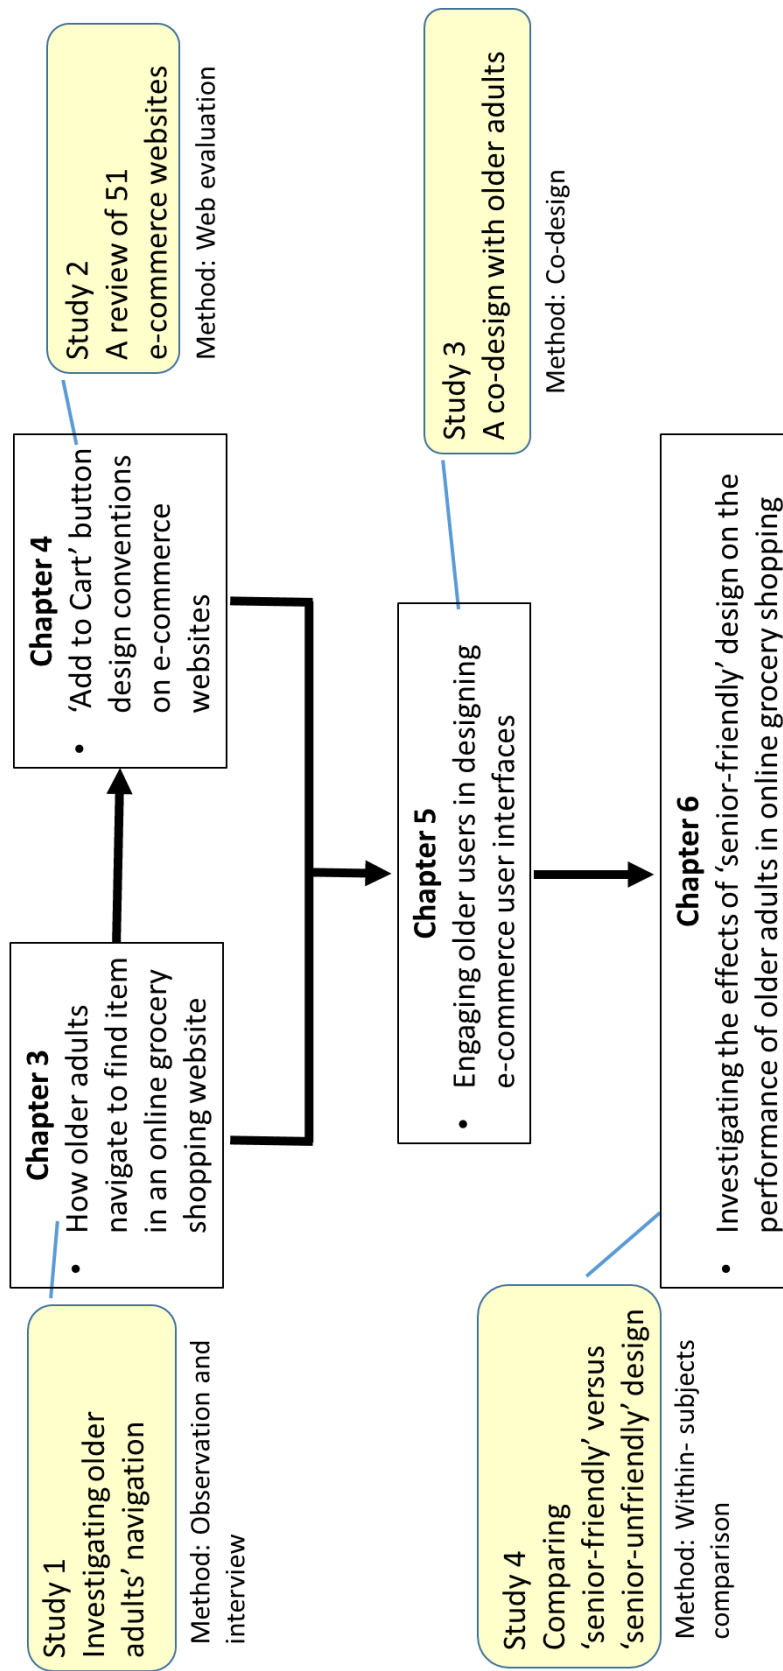 Study 1
Investigating older
adults’ navigation
Method: Observation and
interview
Chapter 3
• How older adults
navigate to find item
in an online grocery
shopping website
Chapter 4
• ‘Add to Cart’ button
design conventions
on e-commerce
websites
Study 2
A review of 51
e-commerce websites
Method: Web evaluation
Chapter 5
• Engaging older users in designing
e-commerce user interfaces
Study 3
A co-design with older adults
Method: Co-design
Study 4
Comparing
‘senior-friendly’ versus
‘senior-unfriendly’ design
Method: Within- subjects
comparison
Chapter 6
• Investigating the effects of ‘senior-friendly’ design on the
performance of older adults in online grocery shopping